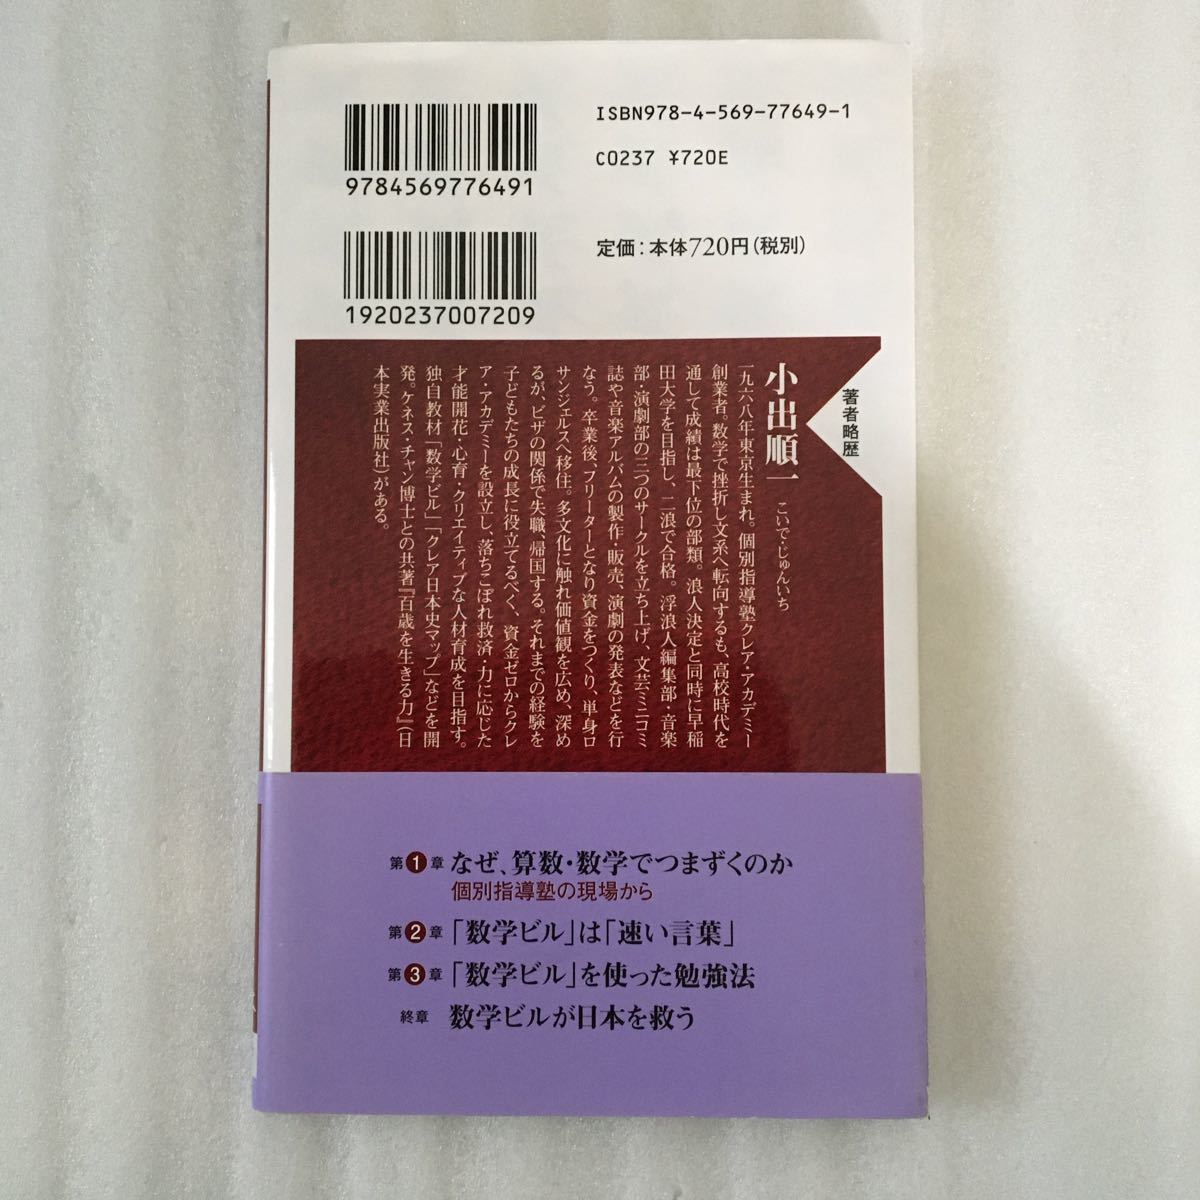 ISBN978-4-569-77649-1
9784569776491
C0237 ¥720E
定価：本体720円（税別）
1920237007209
著者略歴
小出順一 こいで・じゅんいち
一九六八年東京生まれ。個別指導塾クレア・アカデミー
創業者。数学で挫折し文系へ転向するも、高校時代を
通して成績は最下位の部類。浪人決定と同時に早稲
田大学を目指し、二浪で合格。浮浪人編集部・音楽
部・演劇部の三つのサークルを立ち上げ、文芸ミニコミ
誌や音楽アルバムの製作・販売、演劇の発表などを行
なう。卒業後、フリーターとなり資金をつくり、単身ロ
サンジェルスへ移住。多文化に触れ価値観を広め、深め
るが、ビザの関係で失職、帰国する。それまでの経験を
子どもたちの成長に役立てるべく、資金ゼロからクレ
ア・アカデミーを設立し、落ちこぼれ救済・力に応じた
才能開花・心育・クリエイティブな人材育成を目指す。
独自教材「数学ビル」「クレア日本史マップ」などを開
発。ケネス・チャン博士との共著『百歳を生きる力』（日
本実業出版社）がある。
第1章 なぜ、算数・数学でつまずくのか
個別指導塾の現場から
第2章 「数学ビル」は「速い言葉」
第3章 「数学ビル」を使った勉強法
終章 数学ビルが日本を救う